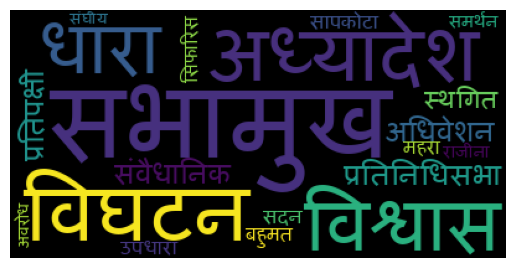 संघीय
धारा
सिफारिस
अध्यादेश
सापकोटा
समर्थन
प्रतिपक्षी
सभामुख
स्थगित
अधिवेशन
महरा
राजीनामा
संवैधानिक
प्रतिनिधिसभा
विघटन
विश्वास
अवरोध
उपधारा
सदन
बहुमत